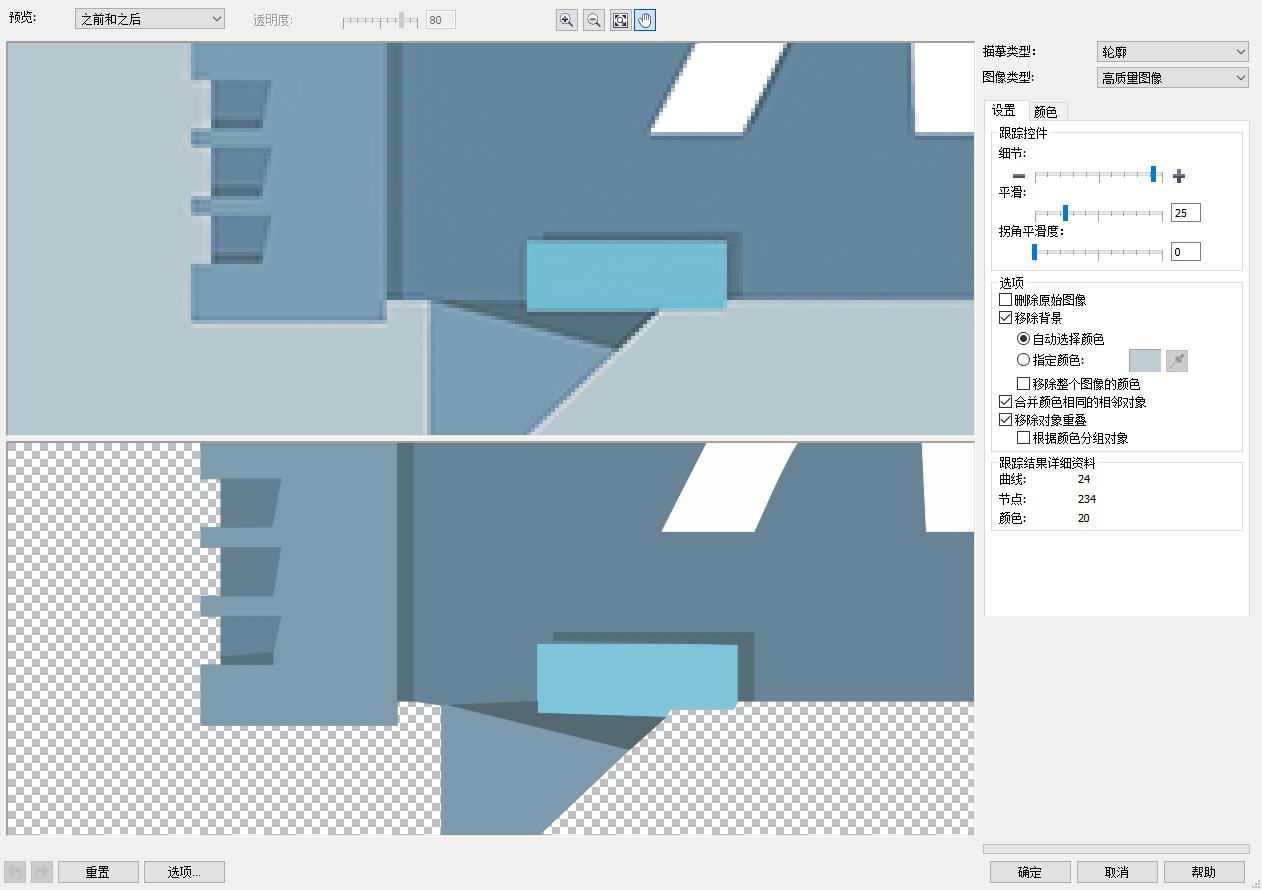 预览: 之前和之后 透明度: 80
描摹类型: 轮廓
图像类型: 高质量图像
设置 颜色
跟踪控件
细节:
平滑: 25
拐角平滑度: 0
选项
删除原始图像
移除背景
自动选择颜色
指定颜色:
移除整个图像的颜色
合并颜色相同的相邻对象
移除对象重叠
根据颜色分组对象
跟踪结果详细资料
曲线: 24
节点: 234
颜色: 20
重置 选项... 确定 取消 帮助